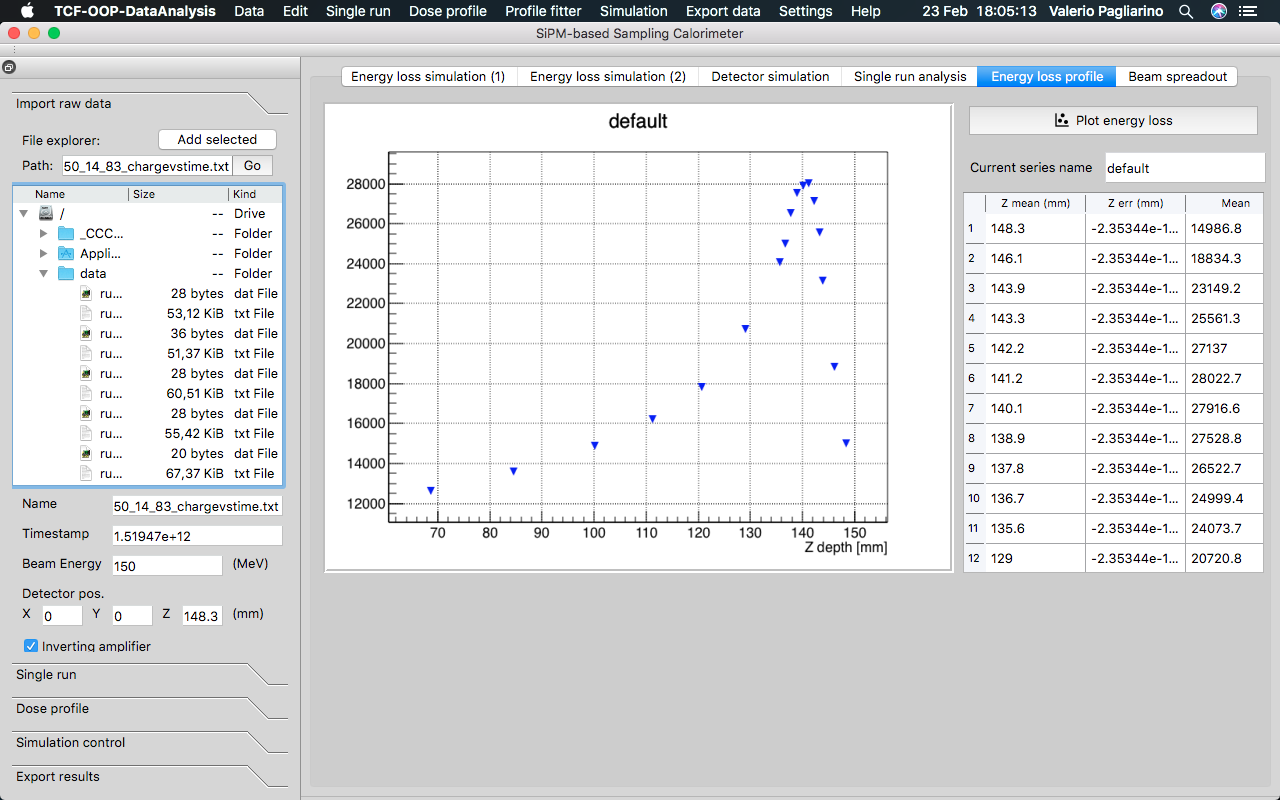 TCF-OOP-DataAnalysis Data Edit Single run Dose profile Profile fitter Simulation Export data Settings Help 23 Feb 18:05:13 Valerio Pagliarino
SiPM-based Sampling Calorimeter
Import raw data
File explorer: Add selected
Path: 50_14_83_chargevstime.txt Go
Name Size Kind
/ -- Drive
_CCC... -- Folder
Appli... -- Folder
data -- Folder
ru... 28 bytes dat File
ru... 53,12 KiB txt File
ru... 36 bytes dat File
ru... 51,37 KiB txt File
ru... 28 bytes dat File
ru... 60,51 KiB txt File
ru... 28 bytes dat File
ru... 55,42 KiB txt File
ru... 20 bytes dat File
ru... 67,37 KiB txt File
Name 50_14_83_chargevstime.txt
Timestamp 1.51947e+12
Beam Energy 150 (MeV)
Detector pos.
X 0 Y 0 Z 148.3 (mm)
Inverting amplifier
Single run
Dose profile
Simulation control
Export results
Energy loss simulation (1) Energy loss simulation (2) Detector simulation Single run analysis Energy loss profile Beam spreadout
default
28000
26000
24000
22000
20000
18000
16000
14000
12000
70 80 90 100 110 120 130 140 150
Z depth [mm]
Plot energy loss
Current series name default
Z mean (mm) Z err (mm) Mean
1 148.3 -2.35344e-1... 14986.8
2 146.1 -2.35344e-1... 18834.3
3 143.9 -2.35344e-1... 23149.2
4 143.3 -2.35344e-1... 25561.3
5 142.2 -2.35344e-1... 27137
6 141.2 -2.35344e-1... 28022.7
7 140.1 -2.35344e-1... 27916.6
8 138.9 -2.35344e-1... 27528.8
9 137.8 -2.35344e-1... 26522.7
10 136.7 -2.35344e-1... 24999.4
11 135.6 -2.35344e-1... 24073.7
12 129 -2.35344e-1... 20720.8